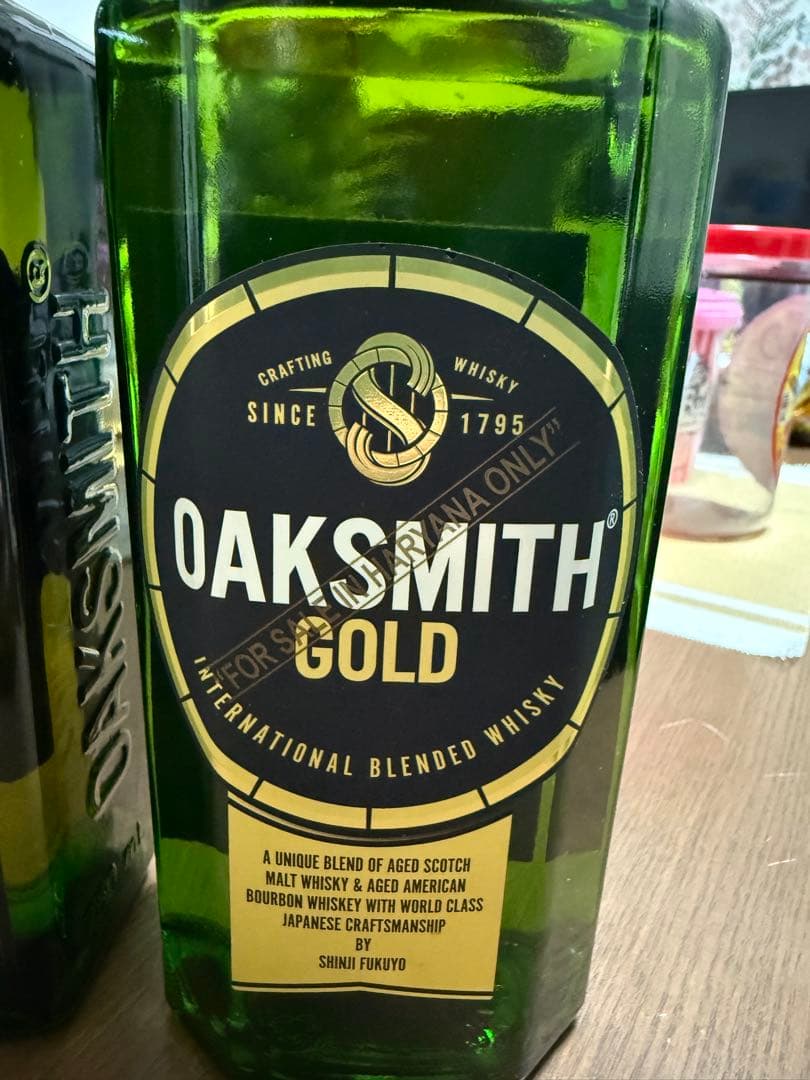 CRAFTING WHISKY
SINCE 1795
"FOR SALE IN HARYANA ONLY"
OAKSMITH®
GOLD
INTERNATIONAL BLENDED WHISKY
A UNIQUE BLEND OF AGED SCOTCH
MALT WHISKY & AGED AMERICAN
BOURBON WHISKEY WITH WORLD CLASS
JAPANESE CRAFTSMANSHIP
BY
SHINJI FUKUYO
OAKSMITH®